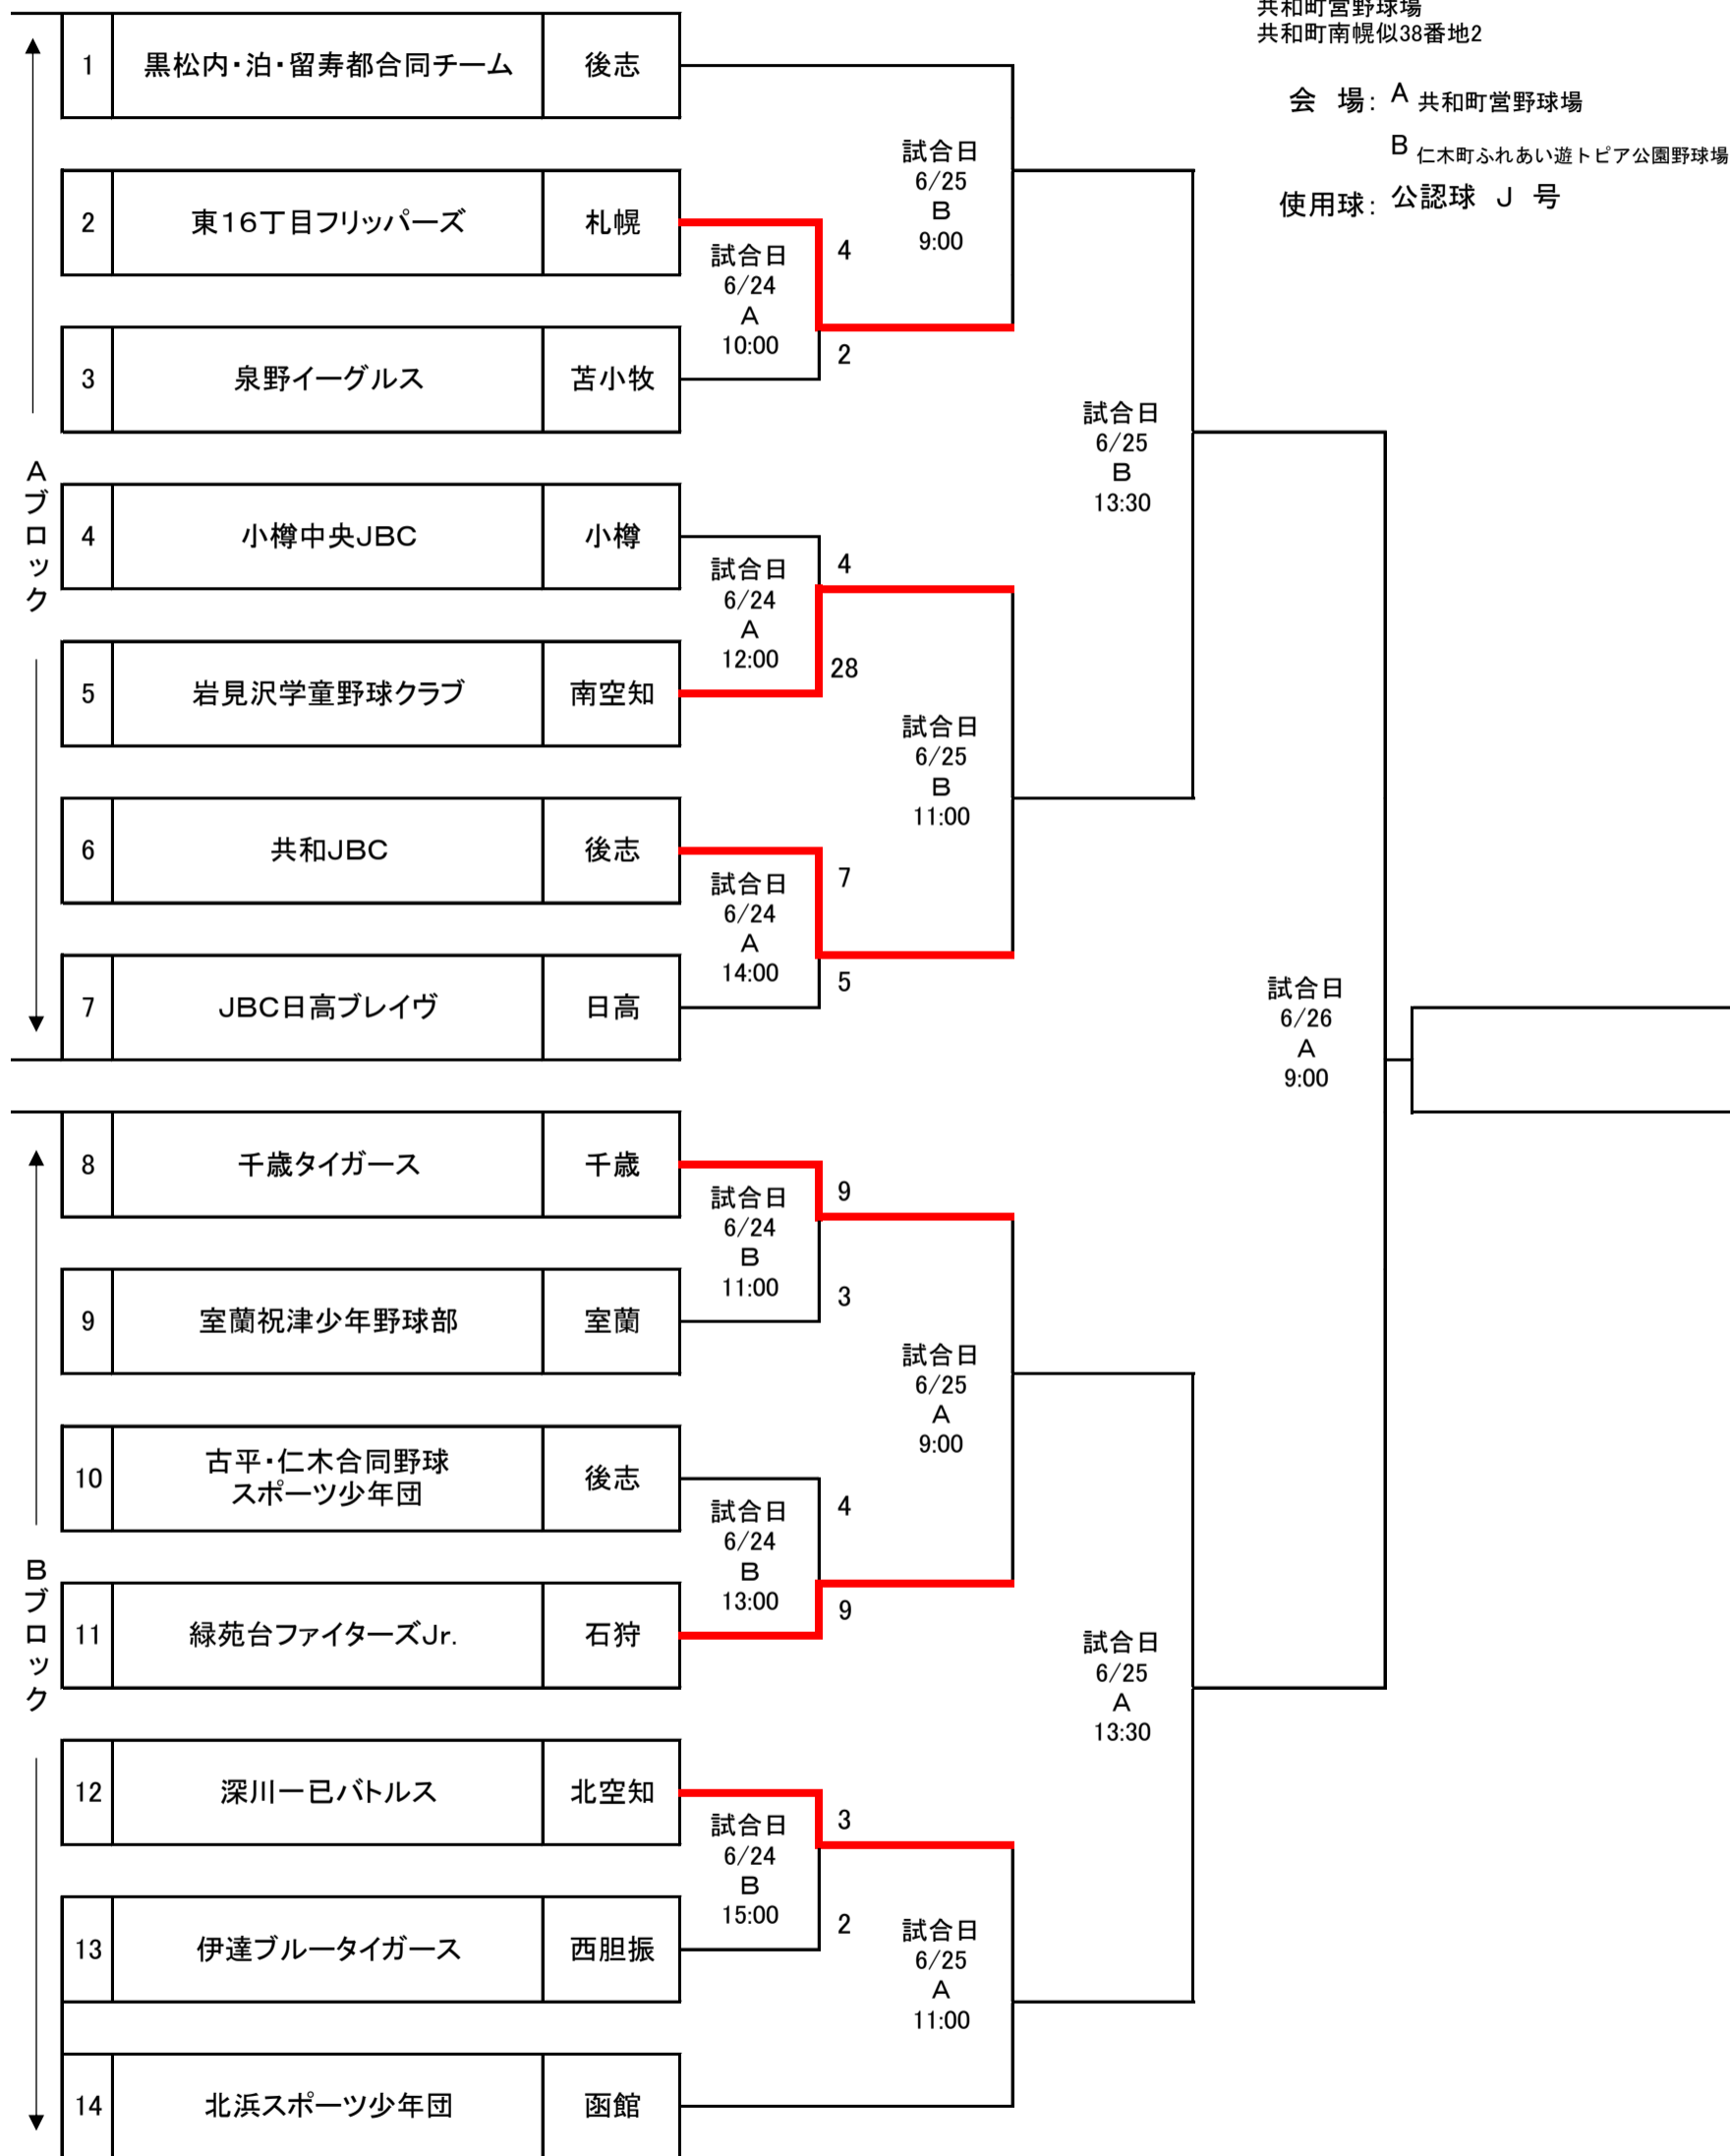 共和町営野球場
共和町南幌似38番地2
会 場: A 共和町営野球場
B 仁木町ふれあい遊トピア公園野球場
使用球: 公認球 J 号
Aブロック
1 黒松内・泊・留寿都合同チーム 後志
試合日
6/25
B
9:00
2 東16丁目フリッパーズ 札幌
4
試合日
6/24
A
10:00
2
3 泉野イーグルス 苫小牧
試合日
6/25
B
13:30
4 小樽中央JBC 小樽
4
試合日
6/24
A
12:00
28
5 岩見沢学童野球クラブ 南空知
試合日
6/25
B
11:00
6 共和JBC 後志
7
試合日
6/24
A
14:00
5
7 JBC日高ブレイヴ 日高
試合日
6/26
A
9:00
Bブロック
8 千歳タイガース 千歳
9
試合日
6/24
B
11:00
3
9 室蘭祝津少年野球部 室蘭
試合日
6/25
A
9:00
10 古平・仁木合同野球
スポーツ少年団 後志
4
試合日
6/24
B
13:00
9
11 緑苑台ファイターズJr. 石狩
試合日
6/25
A
13:30
12 深川一已バトルス 北空知
3
試合日
6/24
B
15:00
2
13 伊達ブルータイガース 西胆振
試合日
6/25
A
11:00
14 北浜スポーツ少年団 函館